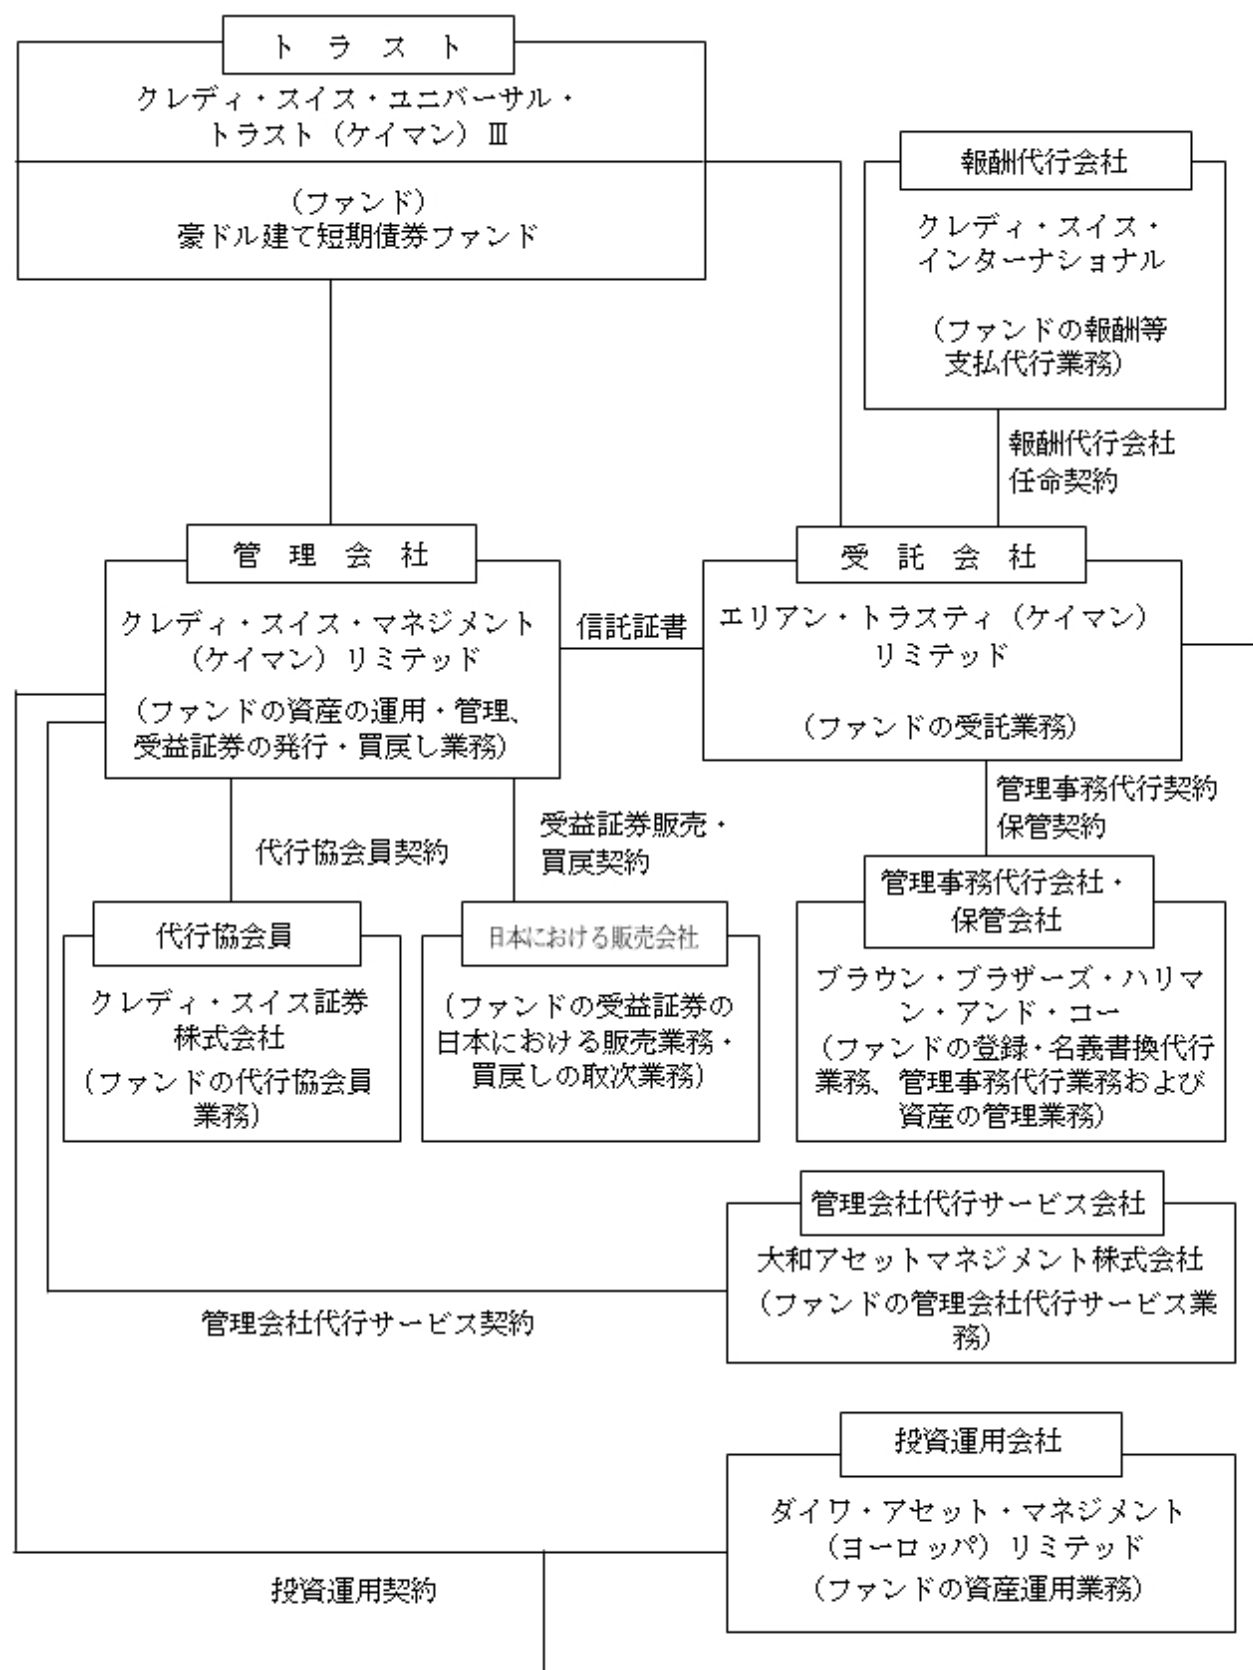 ト ラ ス ト
クレディ・スイス・ユニバーサル・
トラスト（ケイマン）Ⅲ
（ファンド）
豪ドル建て短期債券ファンド
報酬代行会社
クレディ・スイス・
インターナショナル
（ファンドの報酬等
支払代行業務）
報酬代行会社
任命契約
管 理 会 社
クレディ・スイス・マネジメント
（ケイマン）リミテッド
（ファンドの資産の運用・管理、
受益証券の発行・買戻し業務）
信託証書
受 託 会 社
エリアン・トラスティ（ケイマン）
リミテッド
（ファンドの受託業務）
代行協会員契約
受益証券販売・
買戻契約
管理事務代行契約
保管契約
代行協会員
クレディ・スイス証券
株式会社
（ファンドの代行協会員
業務）
日本における販売会社
（ファンドの受益証券の
日本における販売業務・
買戻しの取次業務）
管理事務代行会社・
保管会社
ブラウン・ブラザーズ・ハリマ
ン・アンド・コー
（ファンドの登録・名義書換代行
業務、管理事務代行業務および
資産の管理業務）
管理会社代行サービス会社
大和アセットマネジメント株式会社
（ファンドの管理会社代行サービス業
務）
管理会社代行サービス契約
投資運用会社
ダイワ・アセット・マネジメント
（ヨーロッパ）リミテッド
（ファンドの資産運用業務）
投資運用契約